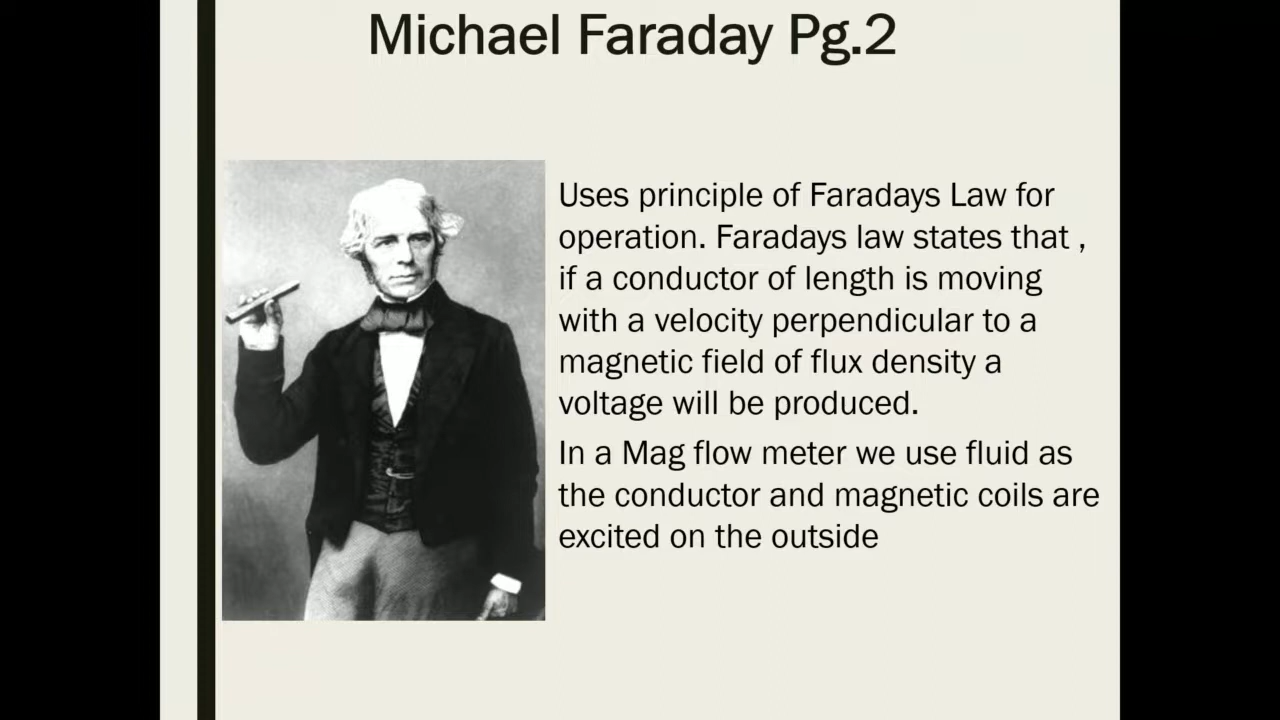 Michael Faraday Pg.2
Uses principle of Faradays Law for
operation. Faradays law states that ,
if a conductor of length is moving
with a velocity perpendicular to a
magnetic field of flux density a
voltage will be produced.
In a Mag flow meter we use fluid as
the conductor and magnetic coils are
excited on the outside